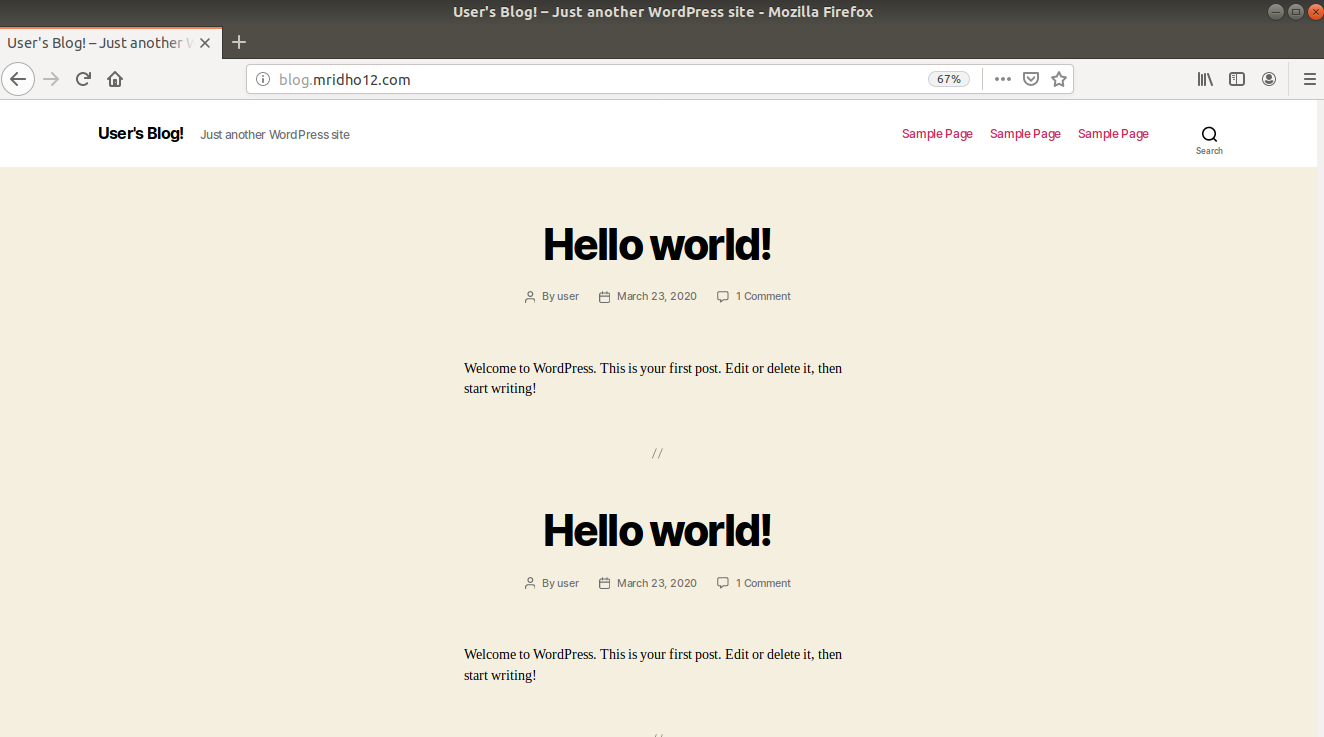 User's Blog! – Just another WordPress site - Mozilla Firefox
User's Blog! – Just another W
blog.mridho12.com 67%
User's Blog! Just another WordPress site Sample Page Sample Page Sample Page
Search
Hello world!
By user March 23, 2020 1 Comment
Welcome to WordPress. This is your first post. Edit or delete it, then
start writing!
//
Hello world!
By user March 23, 2020 1 Comment
Welcome to WordPress. This is your first post. Edit or delete it, then
start writing!
//